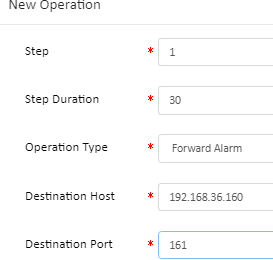 New Operation
Step * 1
Step Duration * 30
Operation Type * Forward Alarm
Destination Host * 192.168.36.160
Destination Port * 161